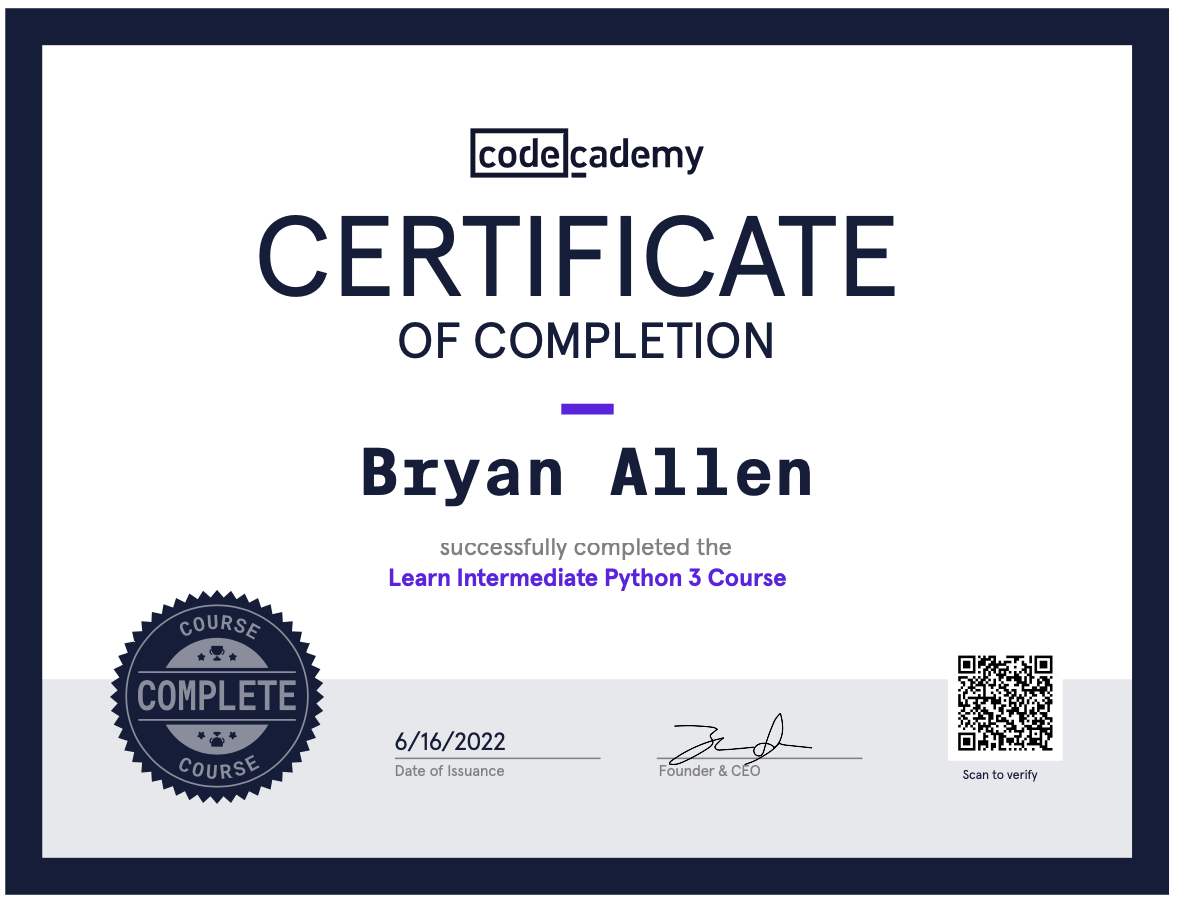 codecademy
CERTIFICATE
OF COMPLETION
Bryan Allen
successfully completed the
Learn Intermediate Python 3 Course
COURSE
COMPLETE
COURSE
6/16/2022
Date of Issuance
Founder & CEO
Scan to verify